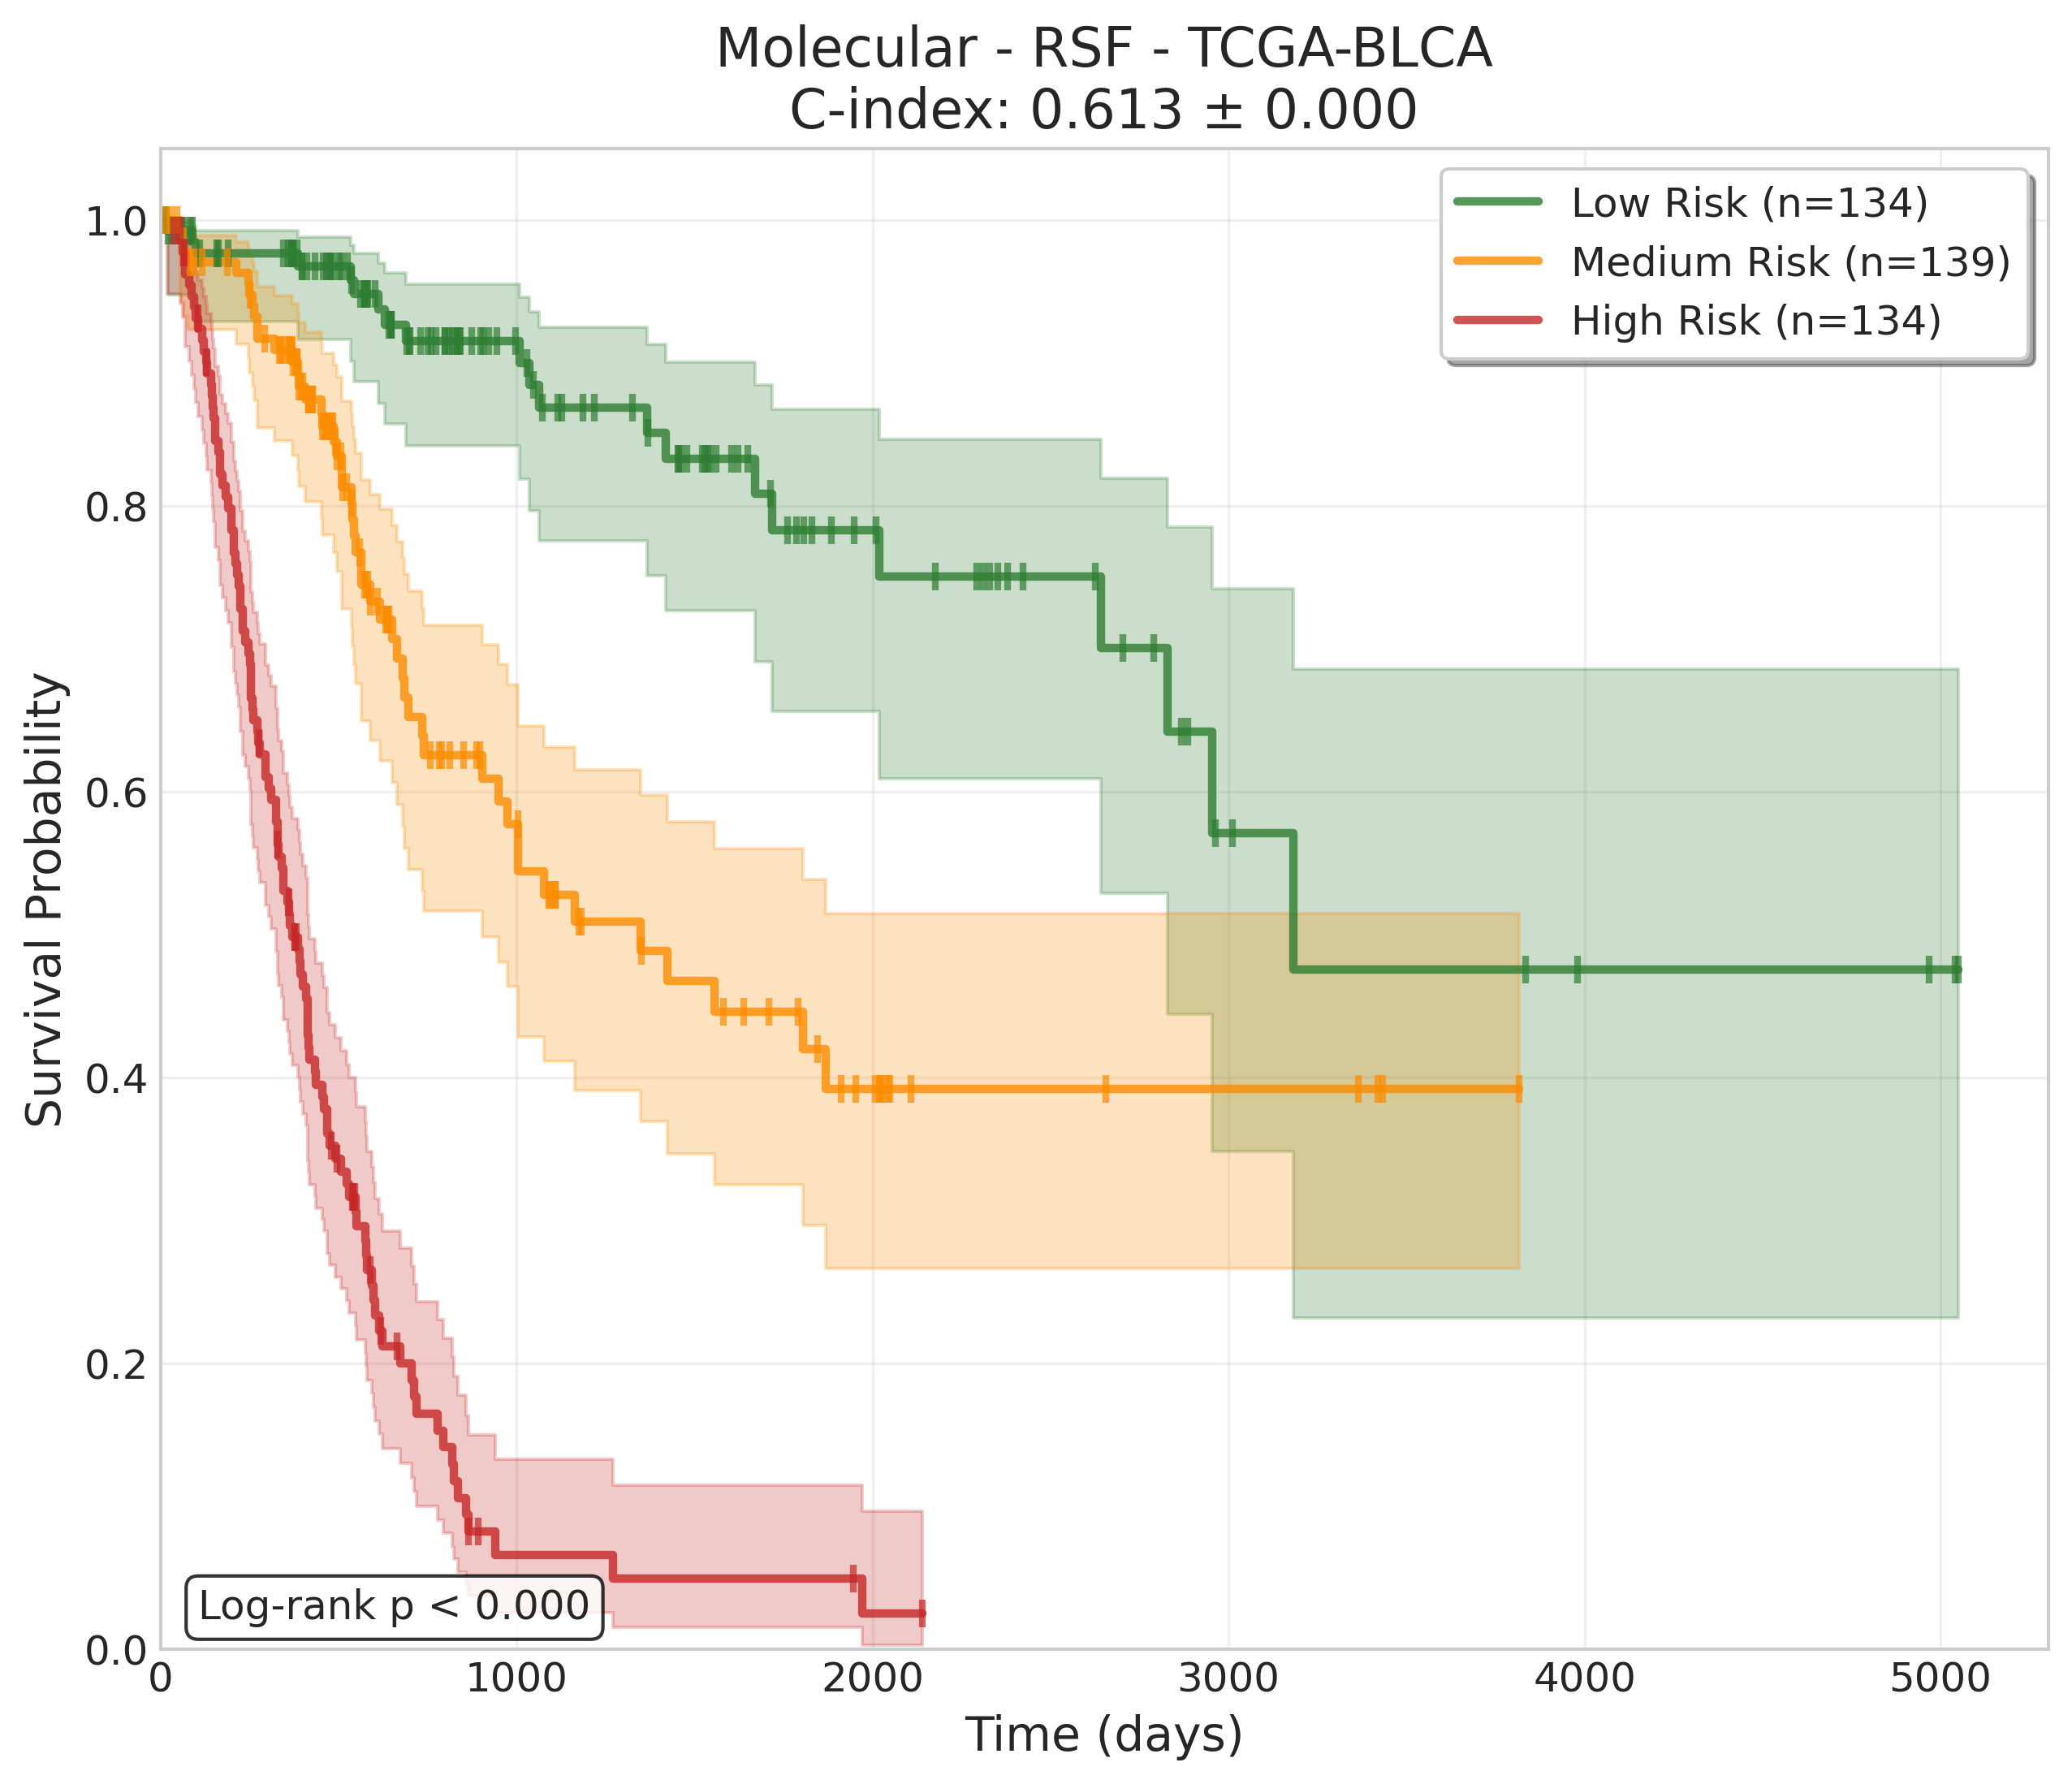 Molecular - RSF - TCGA-BLCA
C-index: 0.613 ± 0.000
Low Risk (n=134)
Medium Risk (n=139)
High Risk (n=134)
Survival Probability
1.0
0.8
0.6
0.4
0.2
0.0
Log-rank p < 0.000
0 1000 2000 3000 4000 5000
Time (days)